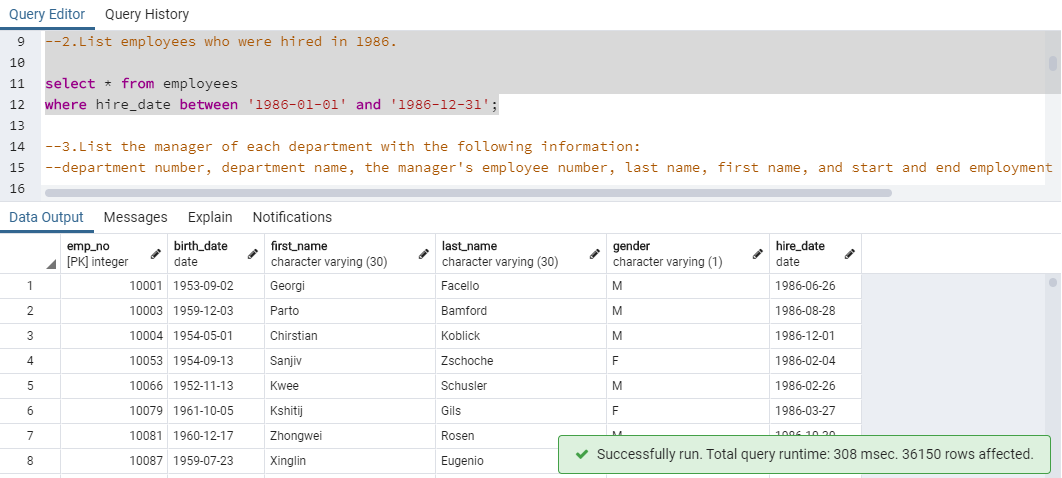 Query Editor Query History
9 --2.List employees who were hired in 1986.
10
11 select * from employees
12 where hire_date between '1986-01-01' and '1986-12-31';
13
14 --3.List the manager of each department with the following information:
15 --department number, department name, the manager's employee number, last name, first name, and start and end employment
16
Data Output Messages Explain Notifications
emp_no birth_date first_name last_name gender hire_date
[PK] integer date character varying (30) character varying (30) character varying (1) date
1 10001 1953-09-02 Georgi Facello M 1986-06-26
2 10003 1959-12-03 Parto Bamford M 1986-08-28
3 10004 1954-05-01 Chirstian Koblick M 1986-12-01
4 10053 1954-09-13 Sanjiv Zschoche F 1986-02-04
5 10066 1952-11-13 Kwee Schusler M 1986-02-26
6 10079 1961-10-05 Kshitij Gils F 1986-03-27
7 10081 1960-12-17 Zhongwei Rosen M 1986-10-30
8 10087 1959-07-23 Xinglin Eugenio
Successfully run. Total query runtime: 308 msec. 36150 rows affected.